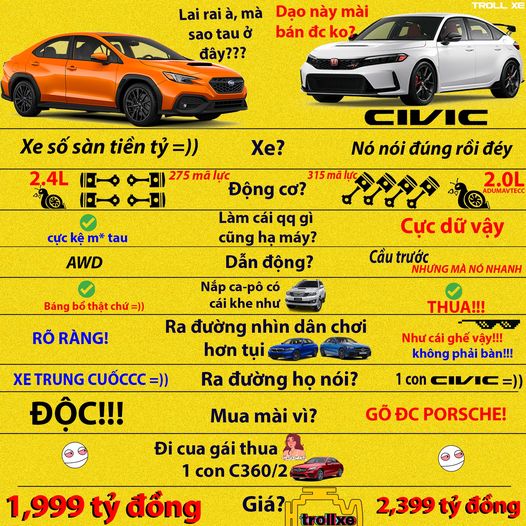 TROLL XE
Lai rai à, mà
sao tau ở
đây???
Dạo này mài
bán đc ko?
CIVIC
Xe số sàn tiền tỷ =))
Xe?
Nó nói đúng rồi đéy
2.4L
275 mã lực
Động cơ?
315 mã lực
2.0L
ADUMAVTECC
cực kệ m* tau
Làm cái qq gì
cũng hạ máy?
Cực dữ vậy
AWD
Dẫn động?
Cầu trước
NHƯNG MÀ NÓ NHANH
Báng bổ thật chứ =))
Nắp ca-pô có
cái khe như
THUA!!!
RÕ RÀNG!
Ra đường nhìn dân chơi
hơn tụi
Như cái ghế vậy!!!
không phải bàn!!!
XE TRUNG CUỐCCC =))
Ra đường họ nói?
1 con CIVIC =))
ĐỘC!!!
Mua mài vì?
GÕ ĐC PORSCHE!
Đi cua gái thua
1 con C360/2
1,999 tỷ đồng
Giá?
trollxe
2,399 tỷ đồng